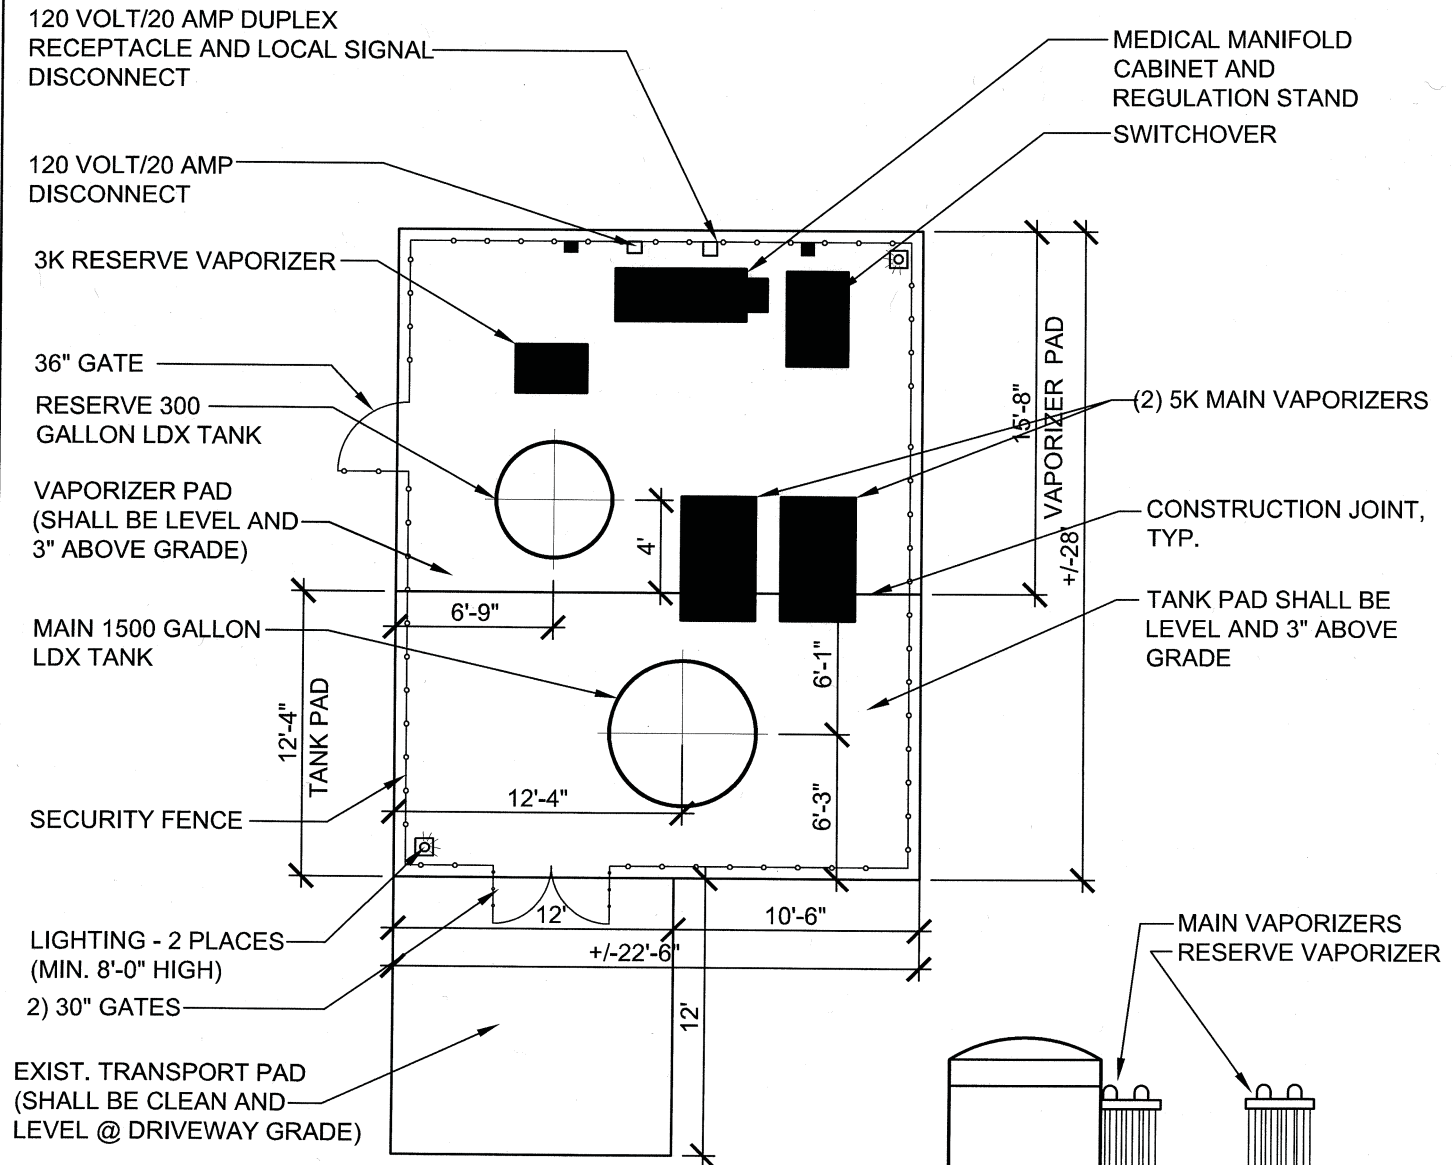 120 VOLT/20 AMP DUPLEX
RECEPTACLE AND LOCAL SIGNAL
DISCONNECT
120 VOLT/20 AMP
DISCONNECT
3K RESERVE VAPORIZER
36" GATE
RESERVE 300
GALLON LDX TANK
VAPORIZER PAD
(SHALL BE LEVEL AND
3" ABOVE GRADE)
MAIN 1500 GALLON
LDX TANK
SECURITY FENCE
LIGHTING - 2 PLACES
(MIN. 8'-0" HIGH)
2) 30" GATES
EXIST. TRANSPORT PAD
(SHALL BE CLEAN AND
LEVEL @ DRIVEWAY GRADE)
12'-4"
TANK PAD
6'-9"
4'
12'-4"
6'-1"
6'-3"
12'
10'-6"
+/-22'-6"
12'
15'-8"
VAPORIZER PAD
+/-28'
MEDICAL MANIFOLD
CABINET AND
REGULATION STAND
SWITCHOVER
(2) 5K MAIN VAPORIZERS
CONSTRUCTION JOINT,
TYP.
TANK PAD SHALL BE
LEVEL AND 3" ABOVE
GRADE
MAIN VAPORIZERS
RESERVE VAPORIZER